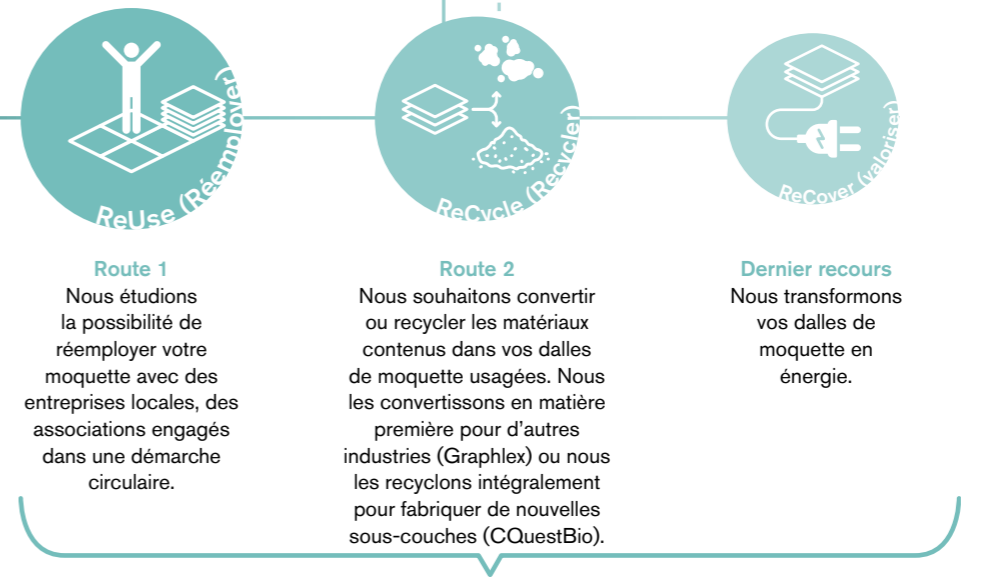 ReUse (Réemployer)
ReCycle (Recycler)
ReCover (valoriser)
Route 1
Nous étudions
la possibilité de
réemployer votre
moquette avec des
entreprises locales, des
associations engagés
dans une démarche
circulaire.
Route 2
Nous souhaitons convertir
ou recycler les matériaux
contenus dans vos dalles
de moquette usagées. Nous
les convertissons en matière
première pour d'autres
industries (Graphlex) ou nous
les recyclons intégralement
pour fabriquer de nouvelles
sous-couches (CQuestBio).
Dernier recours
Nous transformons
vos dalles de
moquette en
énergie.